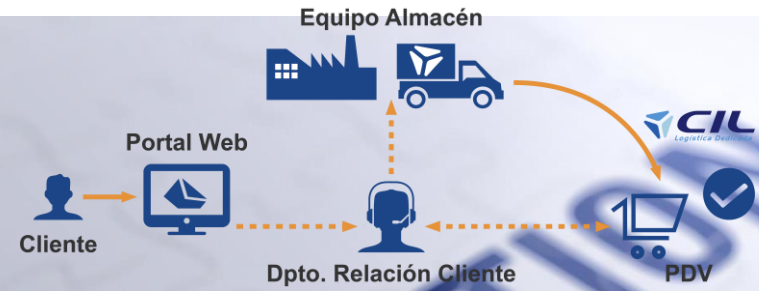 Equipo Almacén
CIL
Logística Dedicada
Portal Web
Cliente
Dpto. Relación Cliente
PDV